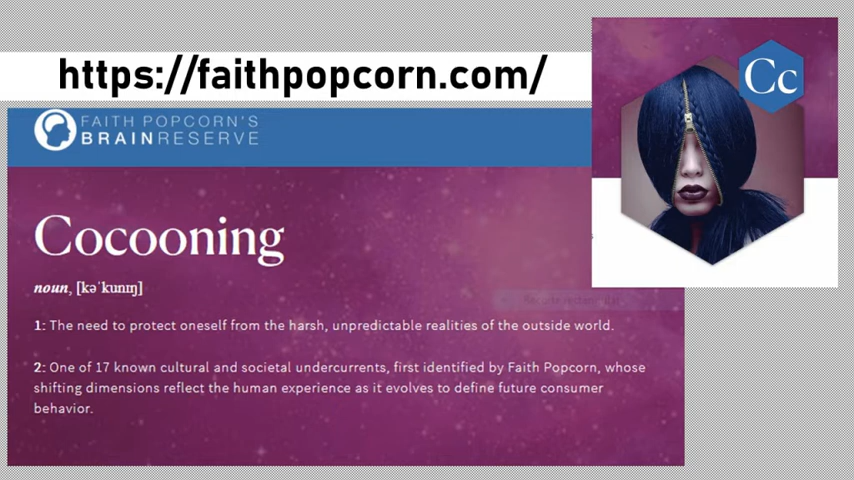 https://faithpopcorn.com/
Cc
FAITH POPCORN'S
BRAINRESERVE
Cocooning
noun, [kəˈkunɪŋ]
1: The need to protect oneself from the harsh, unpredictable realities of the outside world.
2: One of 17 known cultural and societal undercurrents, first identified by Faith Popcorn, whose
shifting dimensions reflect the human experience as it evolves to define future consumer
behavior.